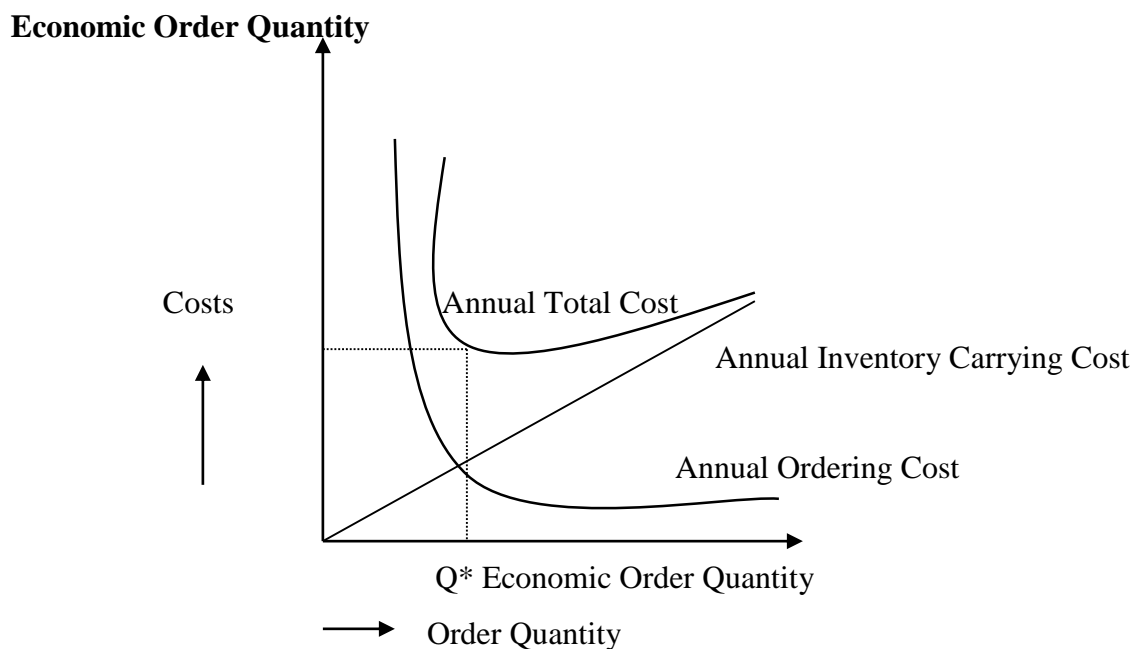 Economic Order Quantity
Costs
Annual Total Cost
Annual Inventory Carrying Cost
Annual Ordering Cost
Q* Economic Order Quantity
Order Quantity